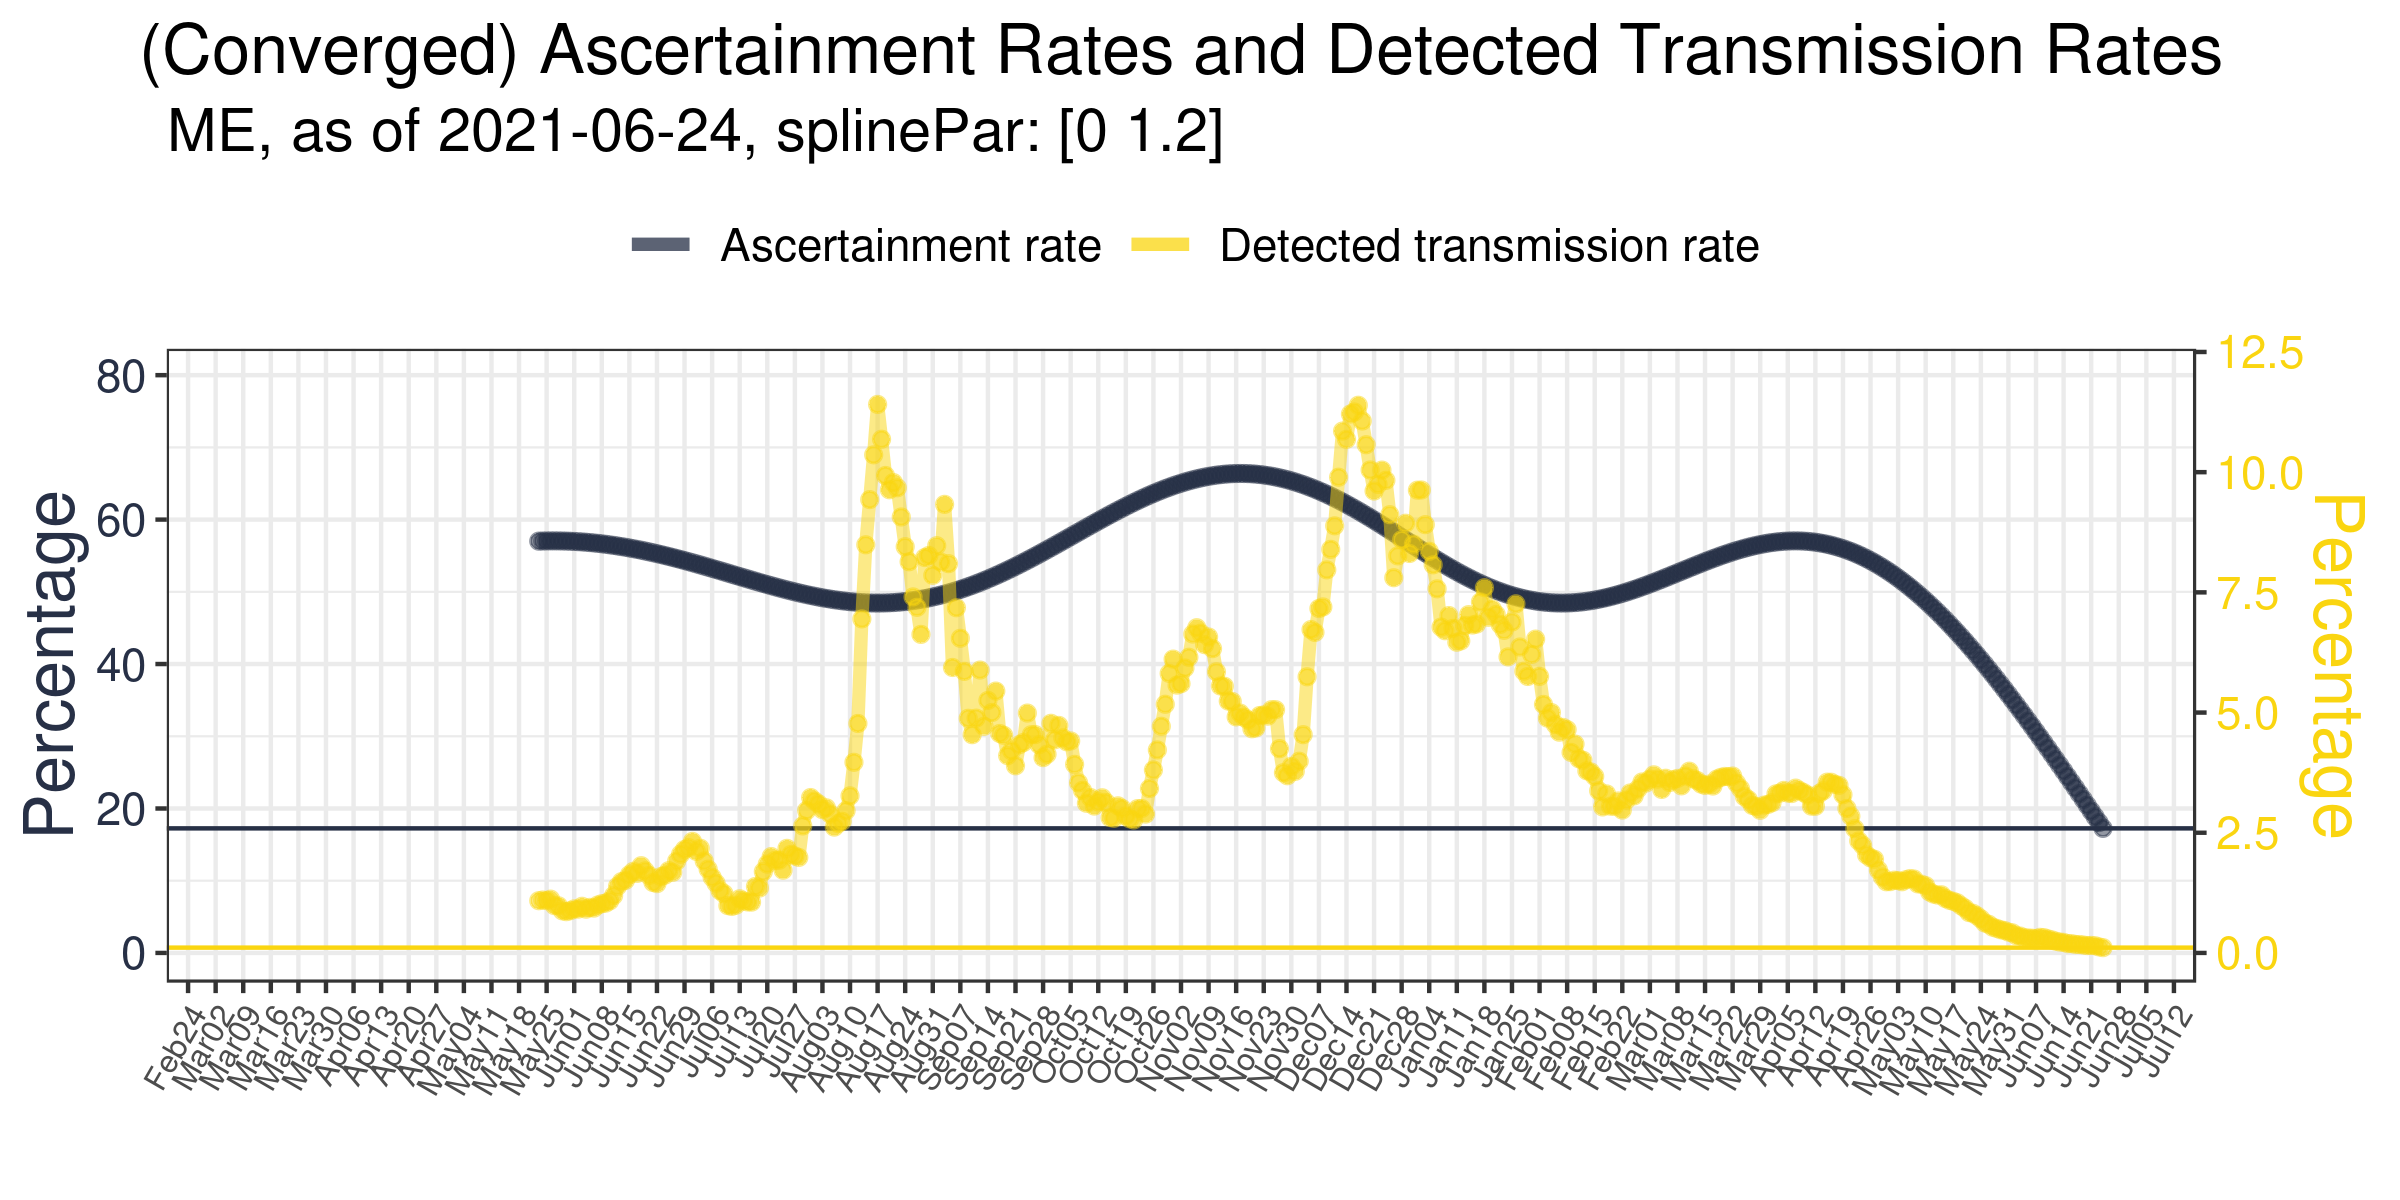 (Converged) Ascertainment Rates and Detected Transmission Rates
ME, as of 2021-06-24, splinePar: [0 1.2]
Ascertainment rate
Detected transmission rate
Percentage
80
60
40
20
0
12.5
10.0
7.5
5.0
2.5
0.0
Percentage
Feb24
Mar02
Mar09
Mar16
Mar23
Mar30
Apr06
Apr13
Apr20
Apr27
May04
May11
May18
May25
Jun01
Jun08
Jun15
Jun22
Jun29
Jul06
Jul13
Jul20
Jul27
Aug03
Aug10
Aug17
Aug24
Aug31
Sep07
Sep14
Sep21
Sep28
Oct05
Oct12
Oct19
Oct26
Nov02
Nov09
Nov16
Nov23
Nov30
Dec07
Dec14
Dec21
Dec28
Jan04
Jan11
Jan18
Jan25
Feb01
Feb08
Feb15
Feb22
Mar01
Mar08
Mar15
Mar22
Mar29
Apr05
Apr12
Apr19
Apr26
May03
May10
May17
May24
May31
Jun07
Jun14
Jun21
Jun28
Jul05
Jul12